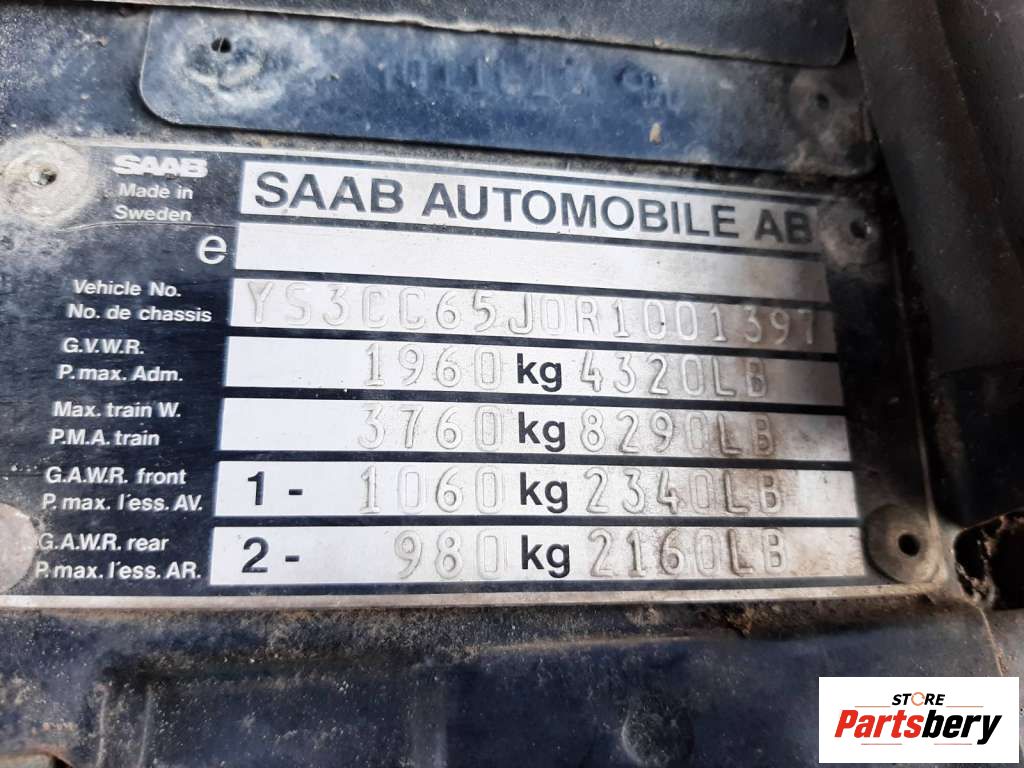 SAAB
Made in
Sweden
SAAB AUTOMOBILE AB
e
Vehicle No.
No. de chassis
YS3CC65J0R1001397
G.V.W.R.
P. max. Adm.
1960 kg 4320LB
Max. train W.
P.M.A. train
3760 kg 8290LB
G.A.W.R. front
P. max. l'ess. AV.
1 - 1060 kg 2340LB
G.A.W.R. rear
P. max. l'ess. AR.
2 - 980 kg 2160LB
STORE
Partsbery